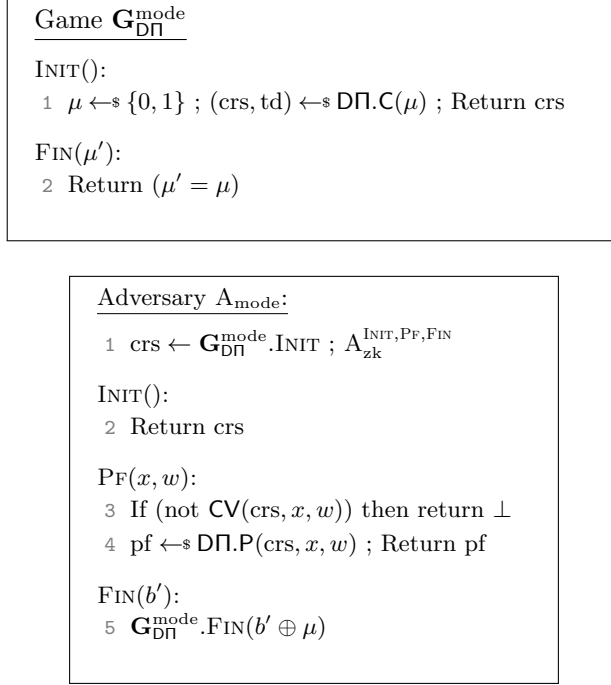 Game G^mode_DΠ
INIT():
1 μ ←$ {0, 1} ; (crs, td) ←$ DΠ.C(μ) ; Return crs
FIN(μ′):
2 Return (μ′ = μ)
Adversary A_mode:
1 crs ← G^mode_DΠ.INIT ; A^INIT,PF,FIN_zk
INIT():
2 Return crs
PF(x, w):
3 If (not CV(crs, x, w)) then return ⊥
4 pf ←$ DΠ.P(crs, x, w) ; Return pf
FIN(b′):
5 G^mode_DΠ.FIN(b′ ⊕ μ)